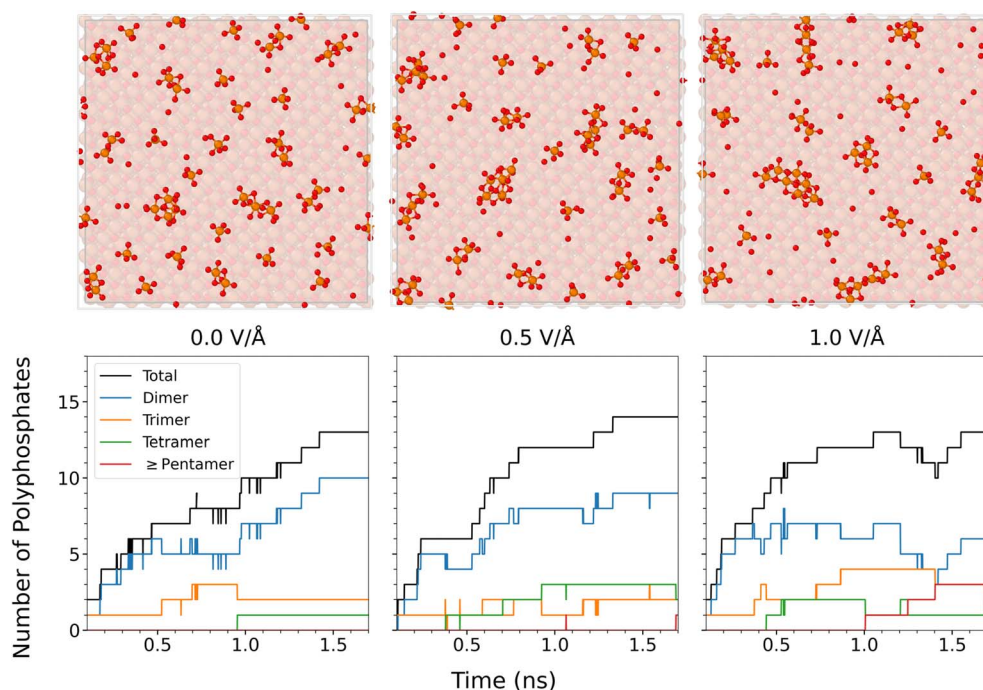 0.0 V/Å
0.5 V/Å
1.0 V/Å
Number of Polyphosphates
15
10
5
0
Total
Dimer
Trimer
Tetramer
≥ Pentamer
0.5
1.0
1.5
0.5
1.0
1.5
0.5
1.0
1.5
Time (ns)